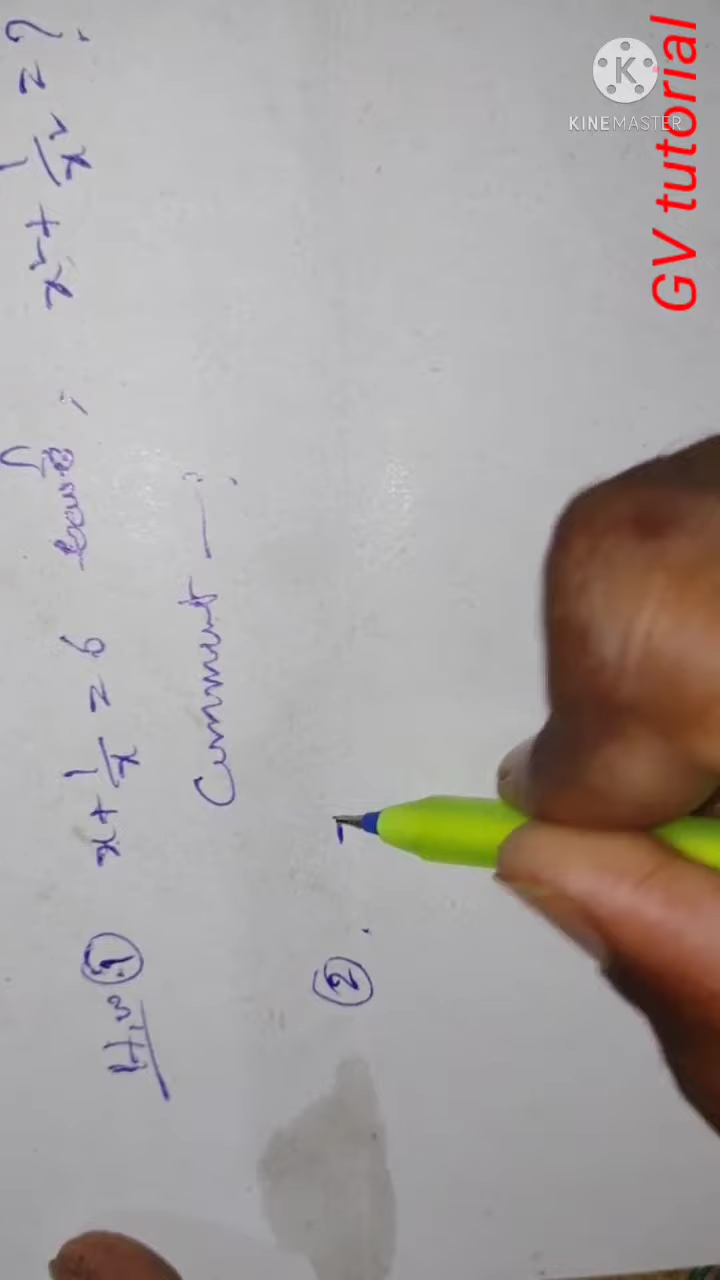 H.W ① x + 1/x = 6 , x² + 1/x² = ?
Comment — ?
② .
GV tutorial
KINEMASTER